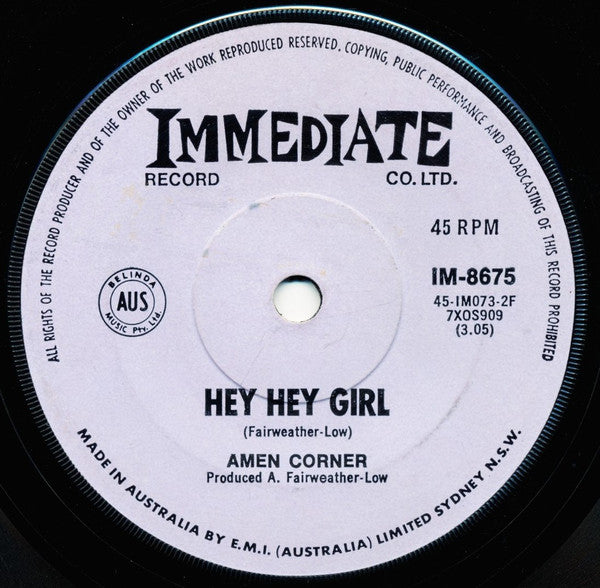 ALL RIGHTS OF THE RECORD PRODUCER AND OF THE OWNER OF THE WORK REPRODUCED RESERVED. COPYING, PUBLIC PERFORMANCE AND BROADCASTING OF THIS RECORD PROHIBITED
IMMEDIATE
RECORD CO. LTD.
45 RPM
BELINDA
AUS
MUSIC Pty. Ltd.
IM-8675
45-IM073-2F
7XOS909
(3.05)
HEY HEY GIRL
(Fairweather-Low)
AMEN CORNER
Produced A. Fairweather-Low
MADE IN AUSTRALIA BY E.M.I. (AUSTRALIA) LIMITED SYDNEY N.S.W.